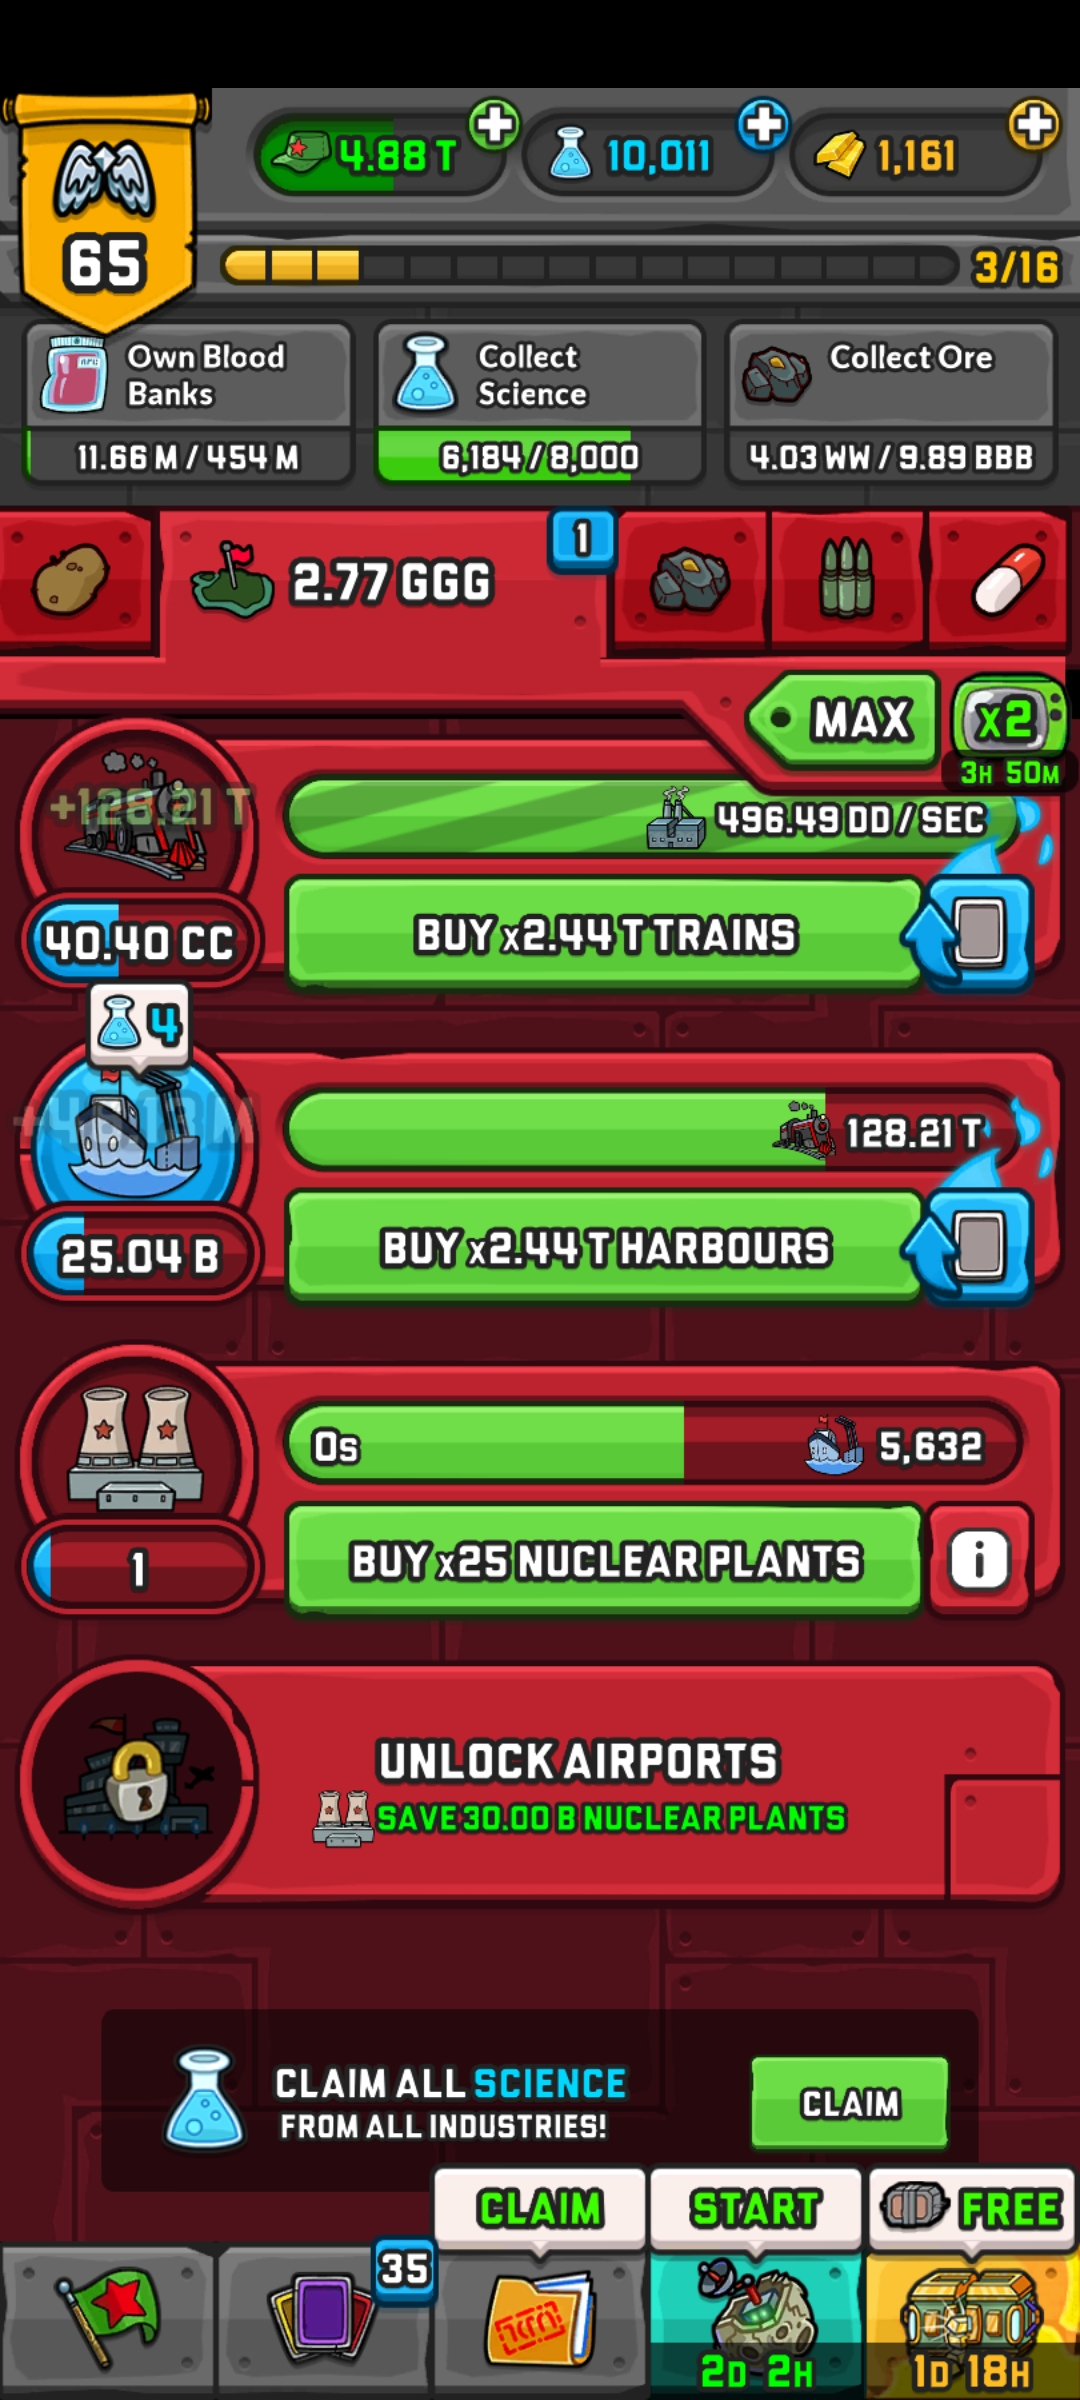 65
4.88 T
10,011
1,161
3/16
Own Blood Banks
11.66 M / 454 M
Collect Science
6,184 / 8,000
Collect Ore
4.03 WW / 9.89 BBB
2.77 GGG
1
MAX
x2
3H 50M
+128.21 T
496.49 DD / SEC
40.40 CC
BUY x2.44 T TRAINS
4
128.21 T
25.04 B
BUY x2.44 T HARBOURS
0s
5,632
1
BUY x25 NUCLEAR PLANTS
i
UNLOCK AIRPORTS
SAVE 30.00 B NUCLEAR PLANTS
CLAIM ALL SCIENCE
FROM ALL INDUSTRIES!
CLAIM
CLAIM
START
FREE
35
2D 2H
1D 18H